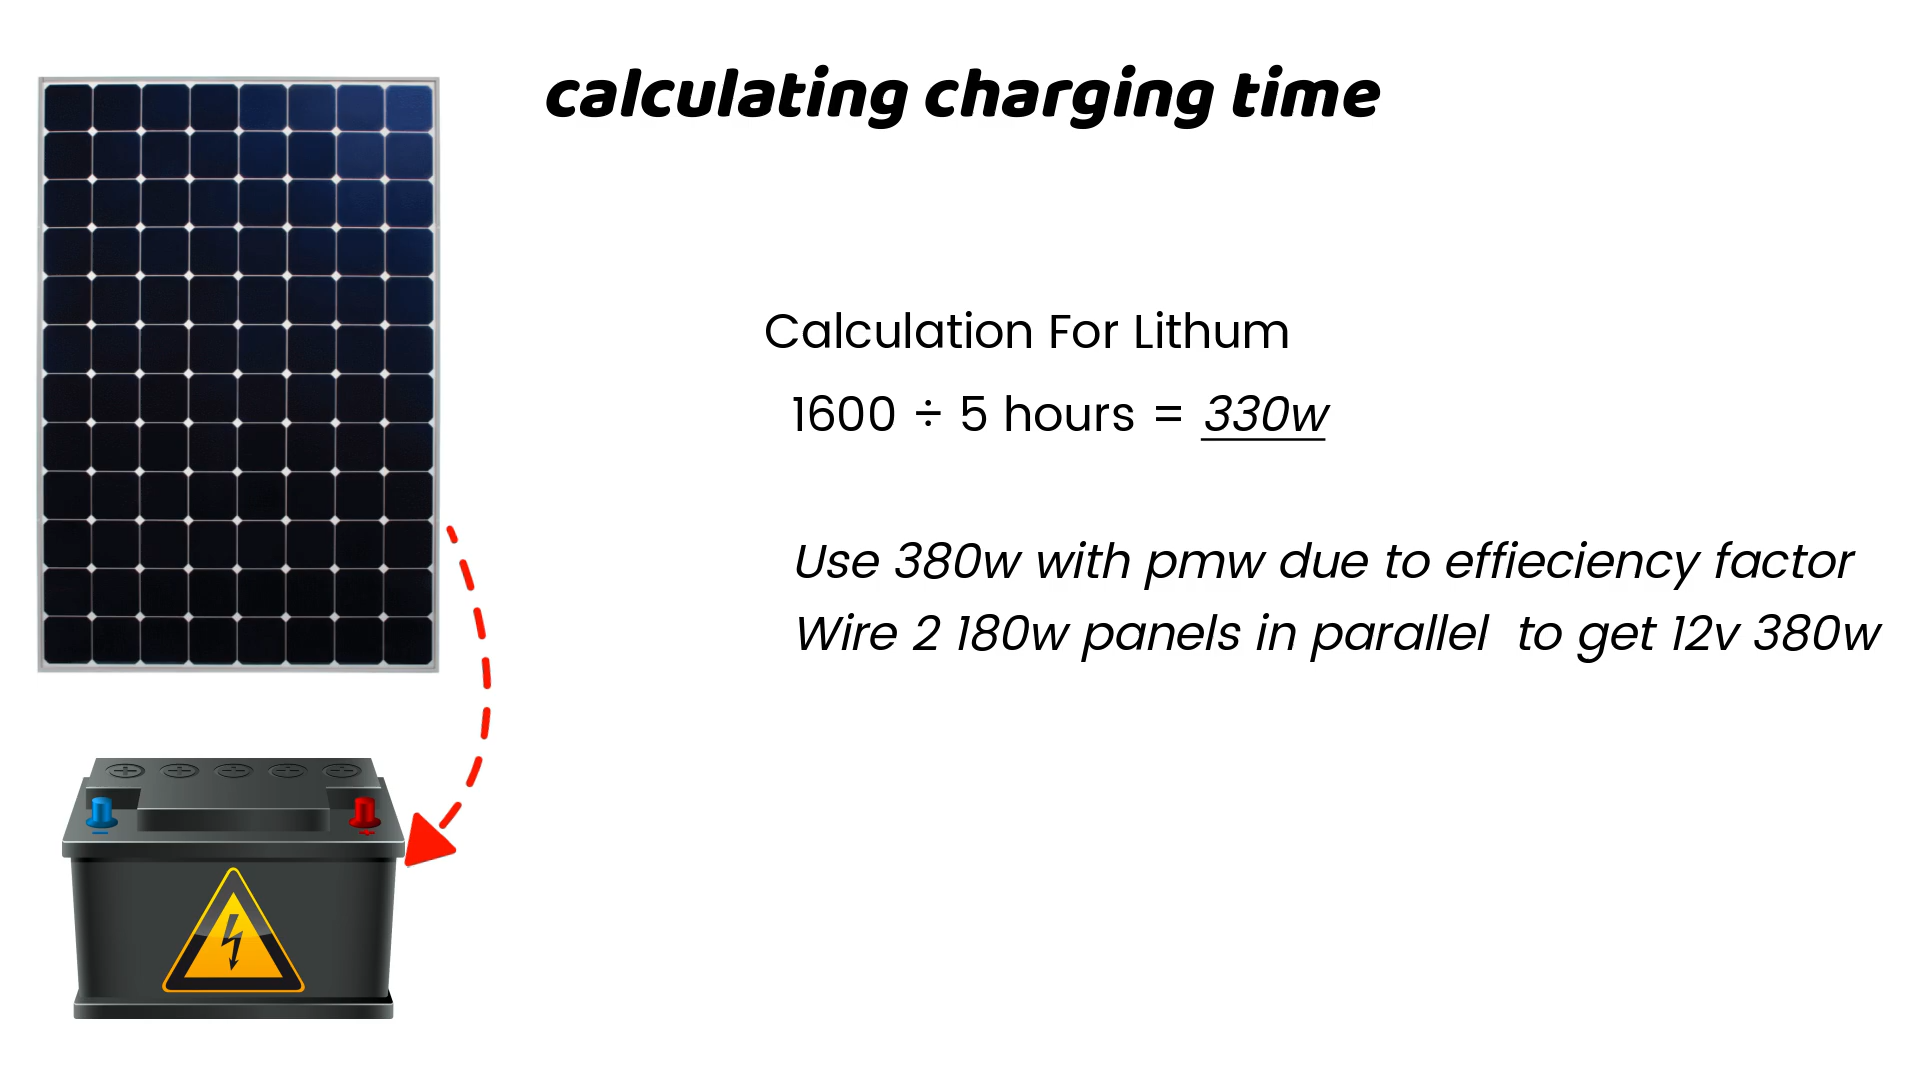 calculating charging time
Calculation For Lithum
1600 ÷ 5 hours = 330w
Use 380w with pmw due to effieciency factor
Wire 2 180w panels in parallel to get 12v 380w